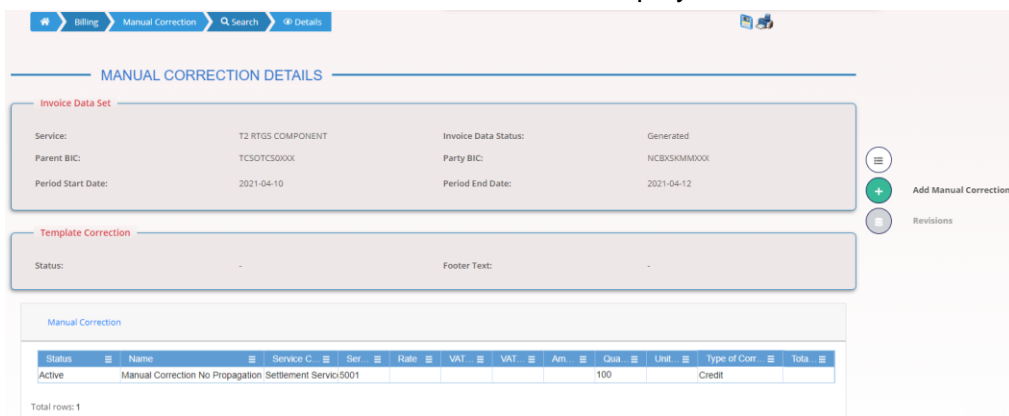 Billing Manual Correction Search Details
MANUAL CORRECTION DETAILS
Invoice Data Set
Service: T2 RTGS COMPONENT Invoice Data Status: Generated
Parent BIC: TCSOTCS0XXX Party BIC: NCBXSKMMXXX
Period Start Date: 2021-04-10 Period End Date: 2021-04-12
Add Manual Correction
Revisions
Template Correction
Status: - Footer Text: -
Manual Correction
Status Name Service C... Ser... Rate VAT... VAT... Am... Qua... Unit... Type of Corr... Tota...
Active Manual Correction No Propagation Settlement Servic 5001 100 Credit
Total rows: 1